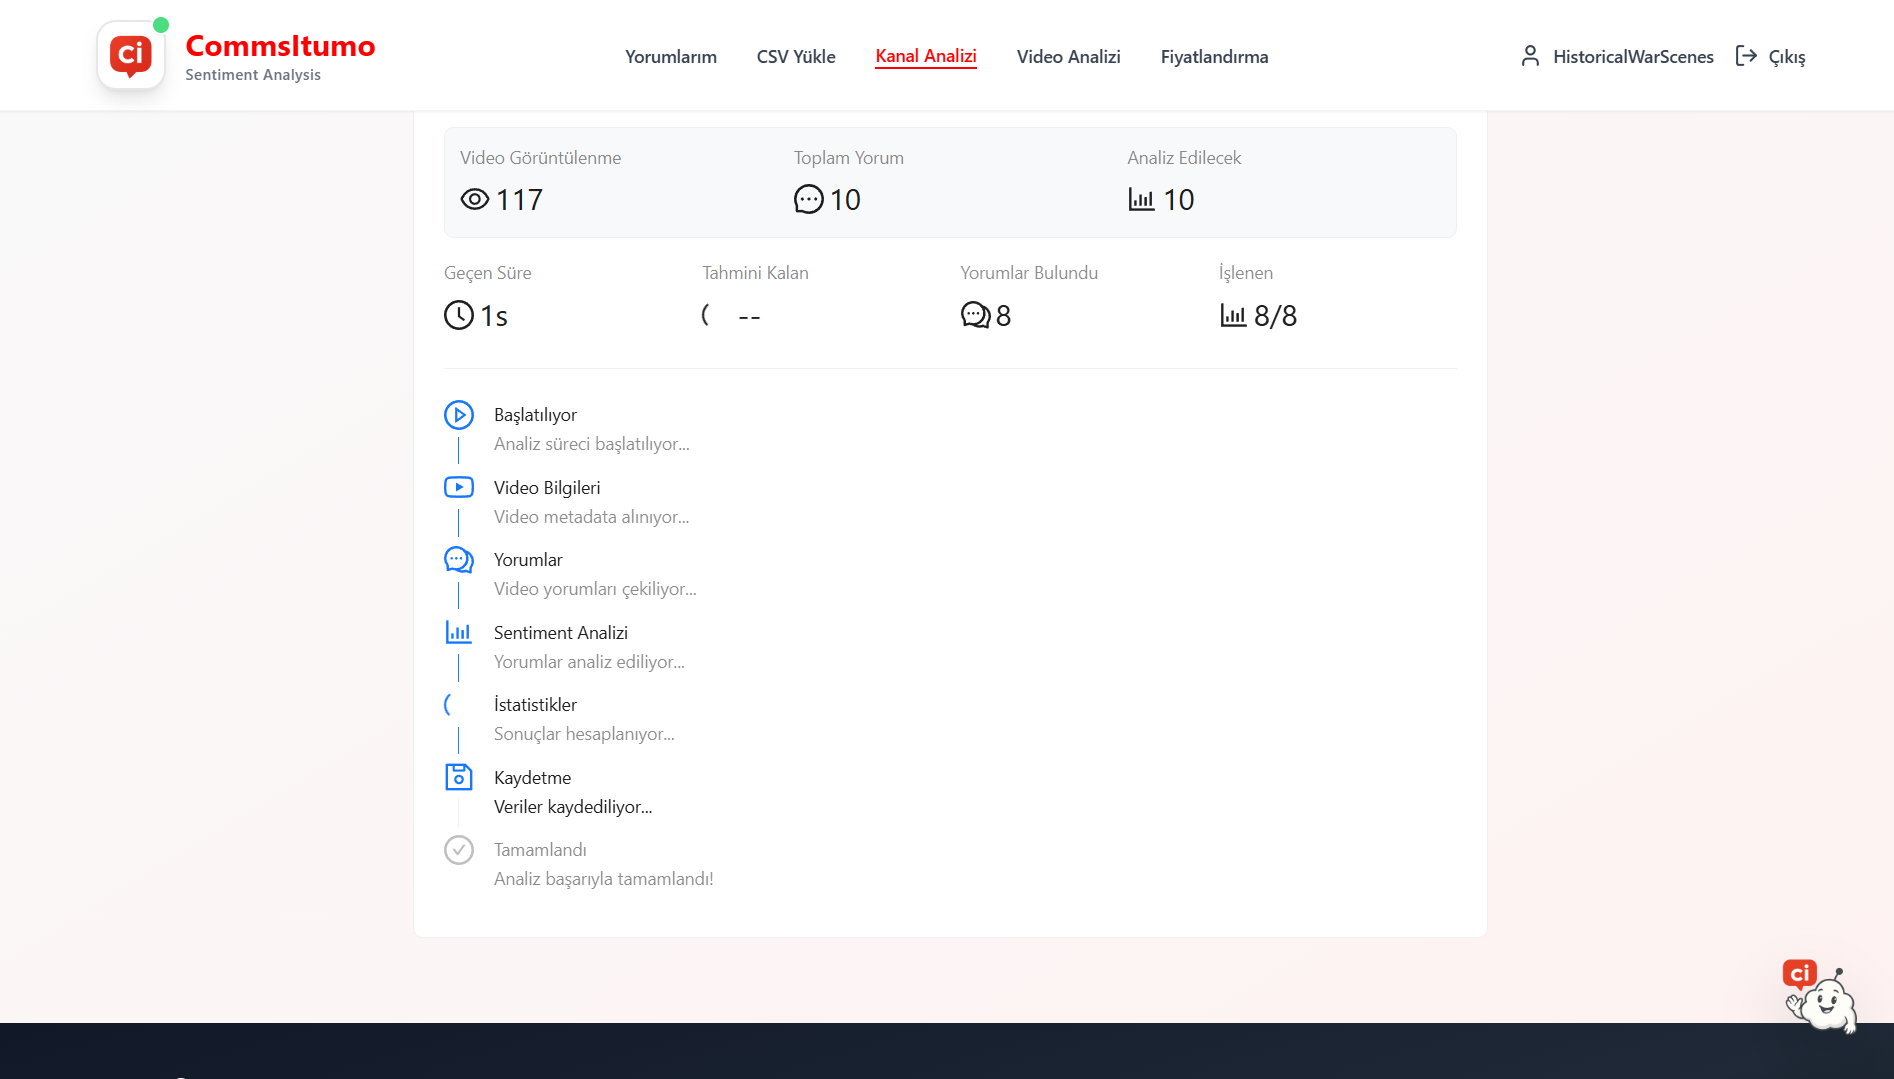 ci
CommsItumo
Sentiment Analysis
Yorumlarım
CSV Yükle
Kanal Analizi
Video Analizi
Fiyatlandırma
HistoricalWarScenes
Çıkış
Video Görüntülenme
Toplam Yorum
Analiz Edilecek
117
10
10
Geçen Süre
Tahmini Kalan
Yorumlar Bulundu
İşlenen
1s
--
8
8/8
Başlatılıyor
Analiz süreci başlatılıyor...
Video Bilgileri
Video metadata alınıyor...
Yorumlar
Video yorumları çekiliyor...
Sentiment Analizi
Yorumlar analiz ediliyor...
İstatistikler
Sonuçlar hesaplanıyor...
Kaydetme
Veriler kaydediliyor...
Tamamlandı
Analiz başarıyla tamamlandı!
ci